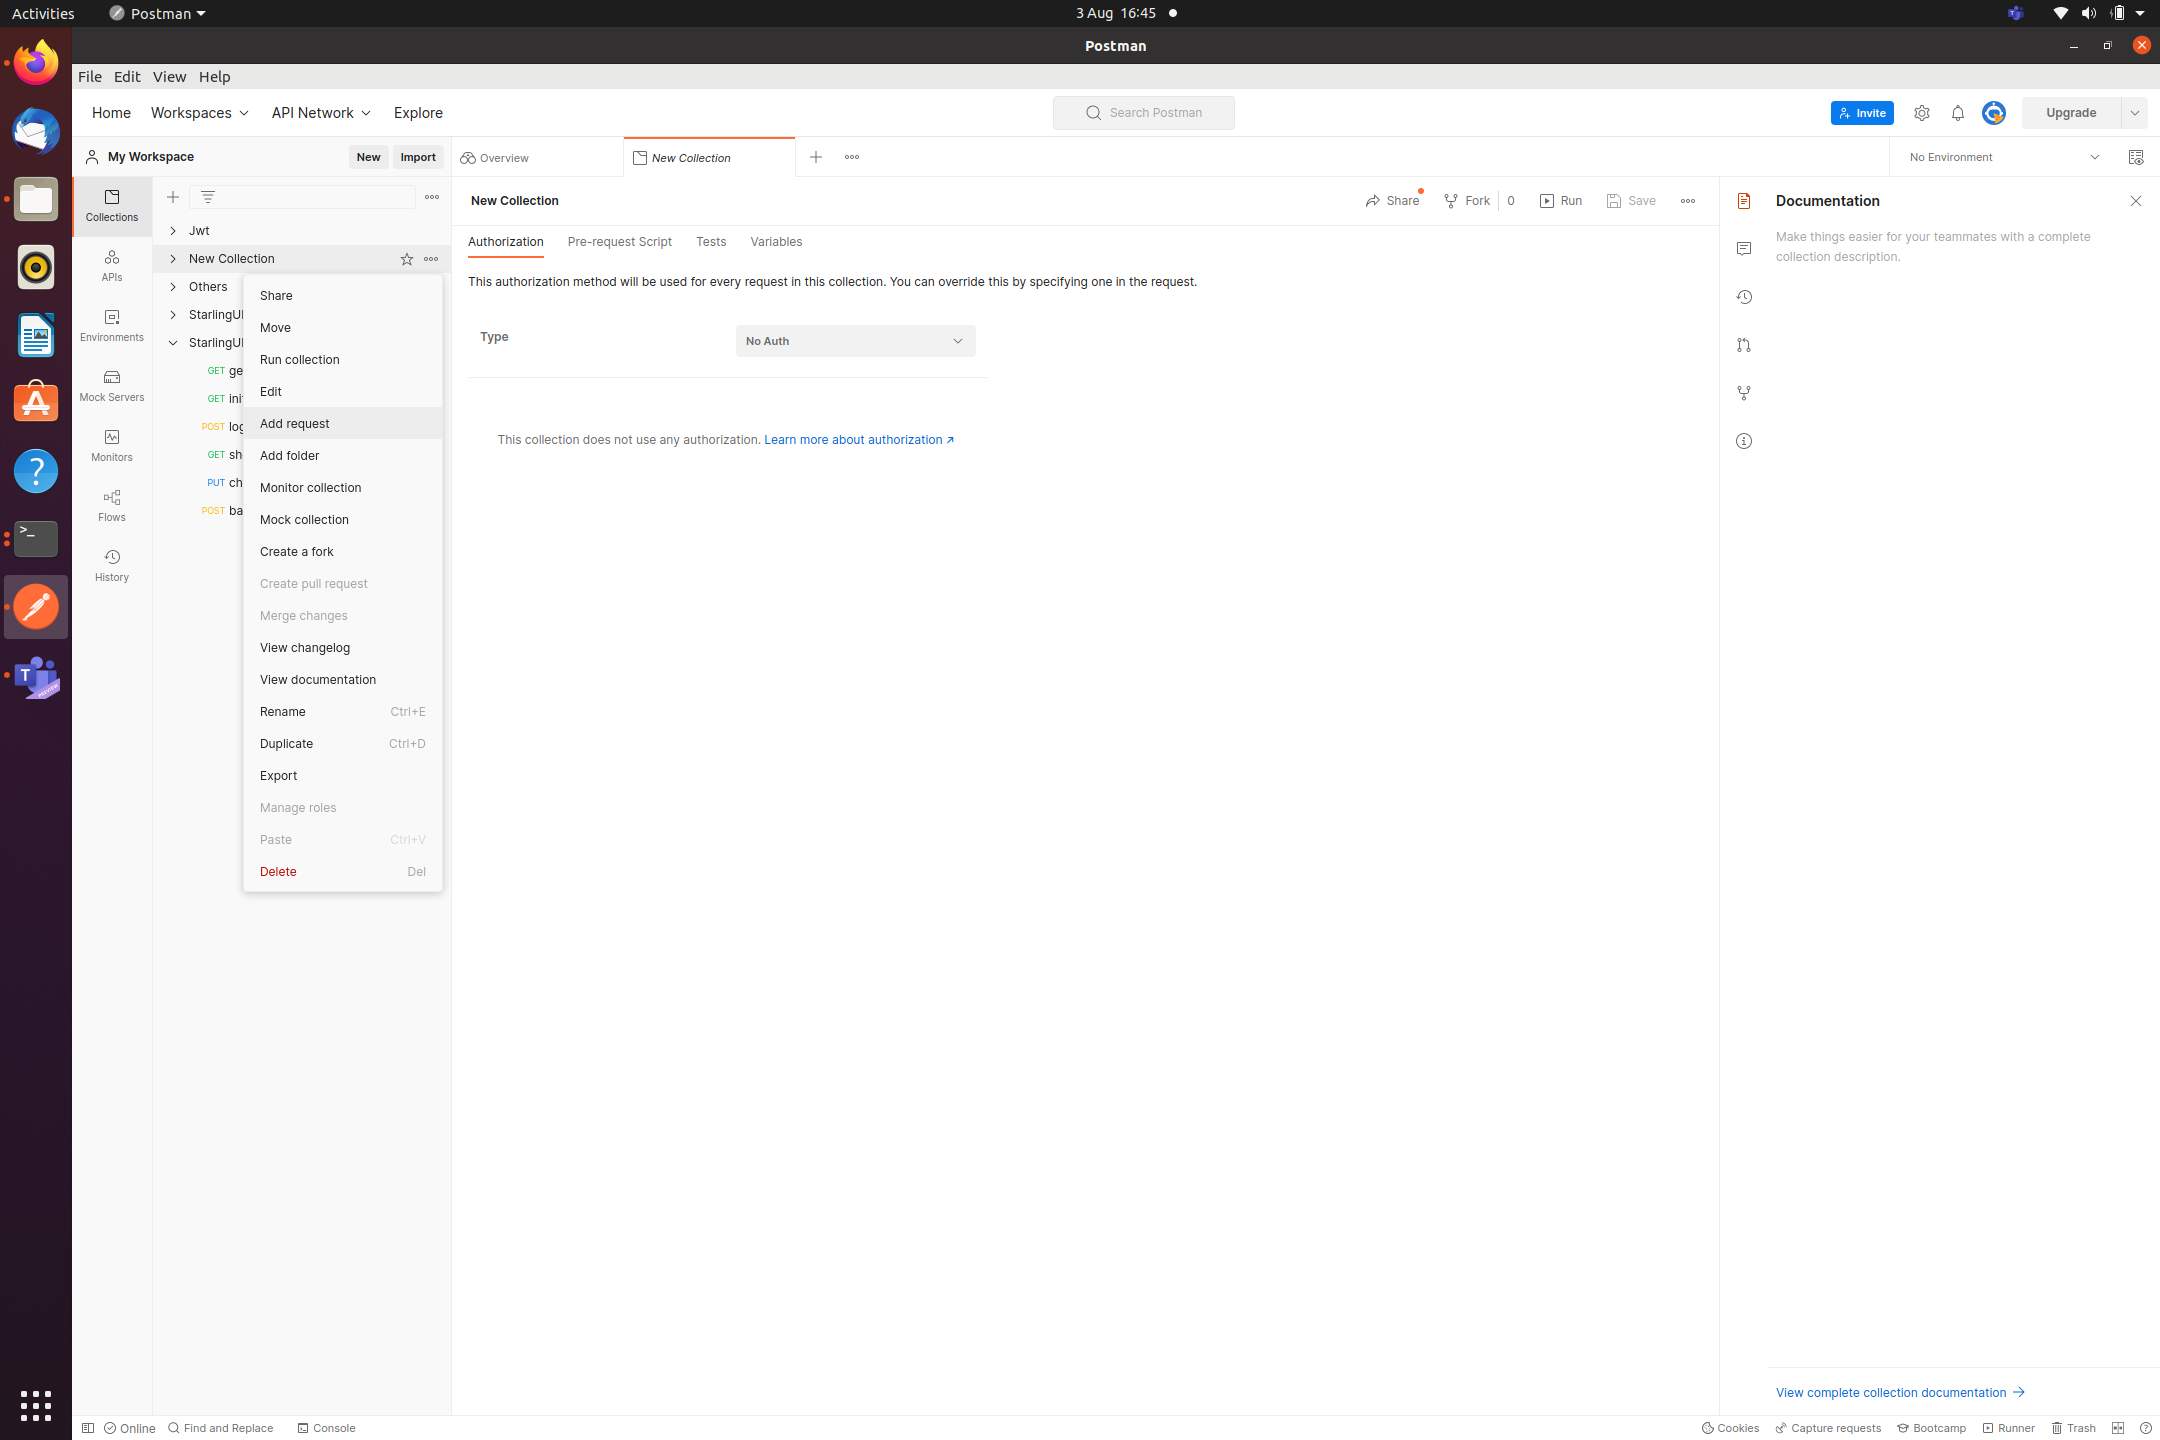 Activities Postman 3 Aug 16:45
Postman
File Edit View Help
Home Workspaces API Network Explore Search Postman Invite Upgrade
My Workspace New Import Overview New Collection No Environment
Collections
APIs
Environments
Mock Servers
Monitors
Flows
History
Jwt
New Collection
Others
StarlingU
StarlingU
GET ge
GET ini
POST log
GET sh
PUT ch
POST ba
Share
Move
Run collection
Edit
Add request
Add folder
Monitor collection
Mock collection
Create a fork
Create pull request
Merge changes
View changelog
View documentation
Rename Ctrl+E
Duplicate Ctrl+D
Export
Manage roles
Paste Ctrl+V
Delete Del
New Collection Share Fork 0 Run Save
Authorization Pre-request Script Tests Variables
This authorization method will be used for every request in this collection. You can override this by specifying one in the request.
Type No Auth
This collection does not use any authorization. Learn more about authorization ↗
Documentation
Make things easier for your teammates with a complete
collection description.
View complete collection documentation →
Online Find and Replace Console Cookies Capture requests Bootcamp Runner Trash